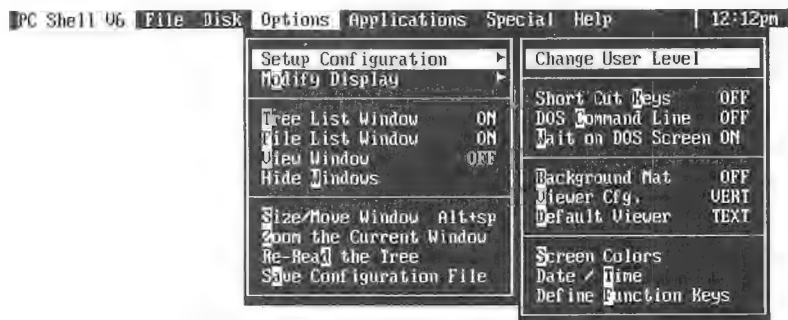 PC Shell V6 File Disk Options Applications Special Help 12:12pm
Setup Configuration
Modify Display
Tree List Window ON
File List Window ON
View Window OFF
Hide Windows
Size/Move Window Alt+sp
Zoom the Current Window
Re-Read the Tree
Save Configuration File
Change User Level
Short Cut Keys OFF
DOS Command Line OFF
Wait on DOS Screen ON
Background Mat OFF
Viewer Cfg. VERT
Default Viewer TEXT
Screen Colors
Date / Time
Define Function Keys